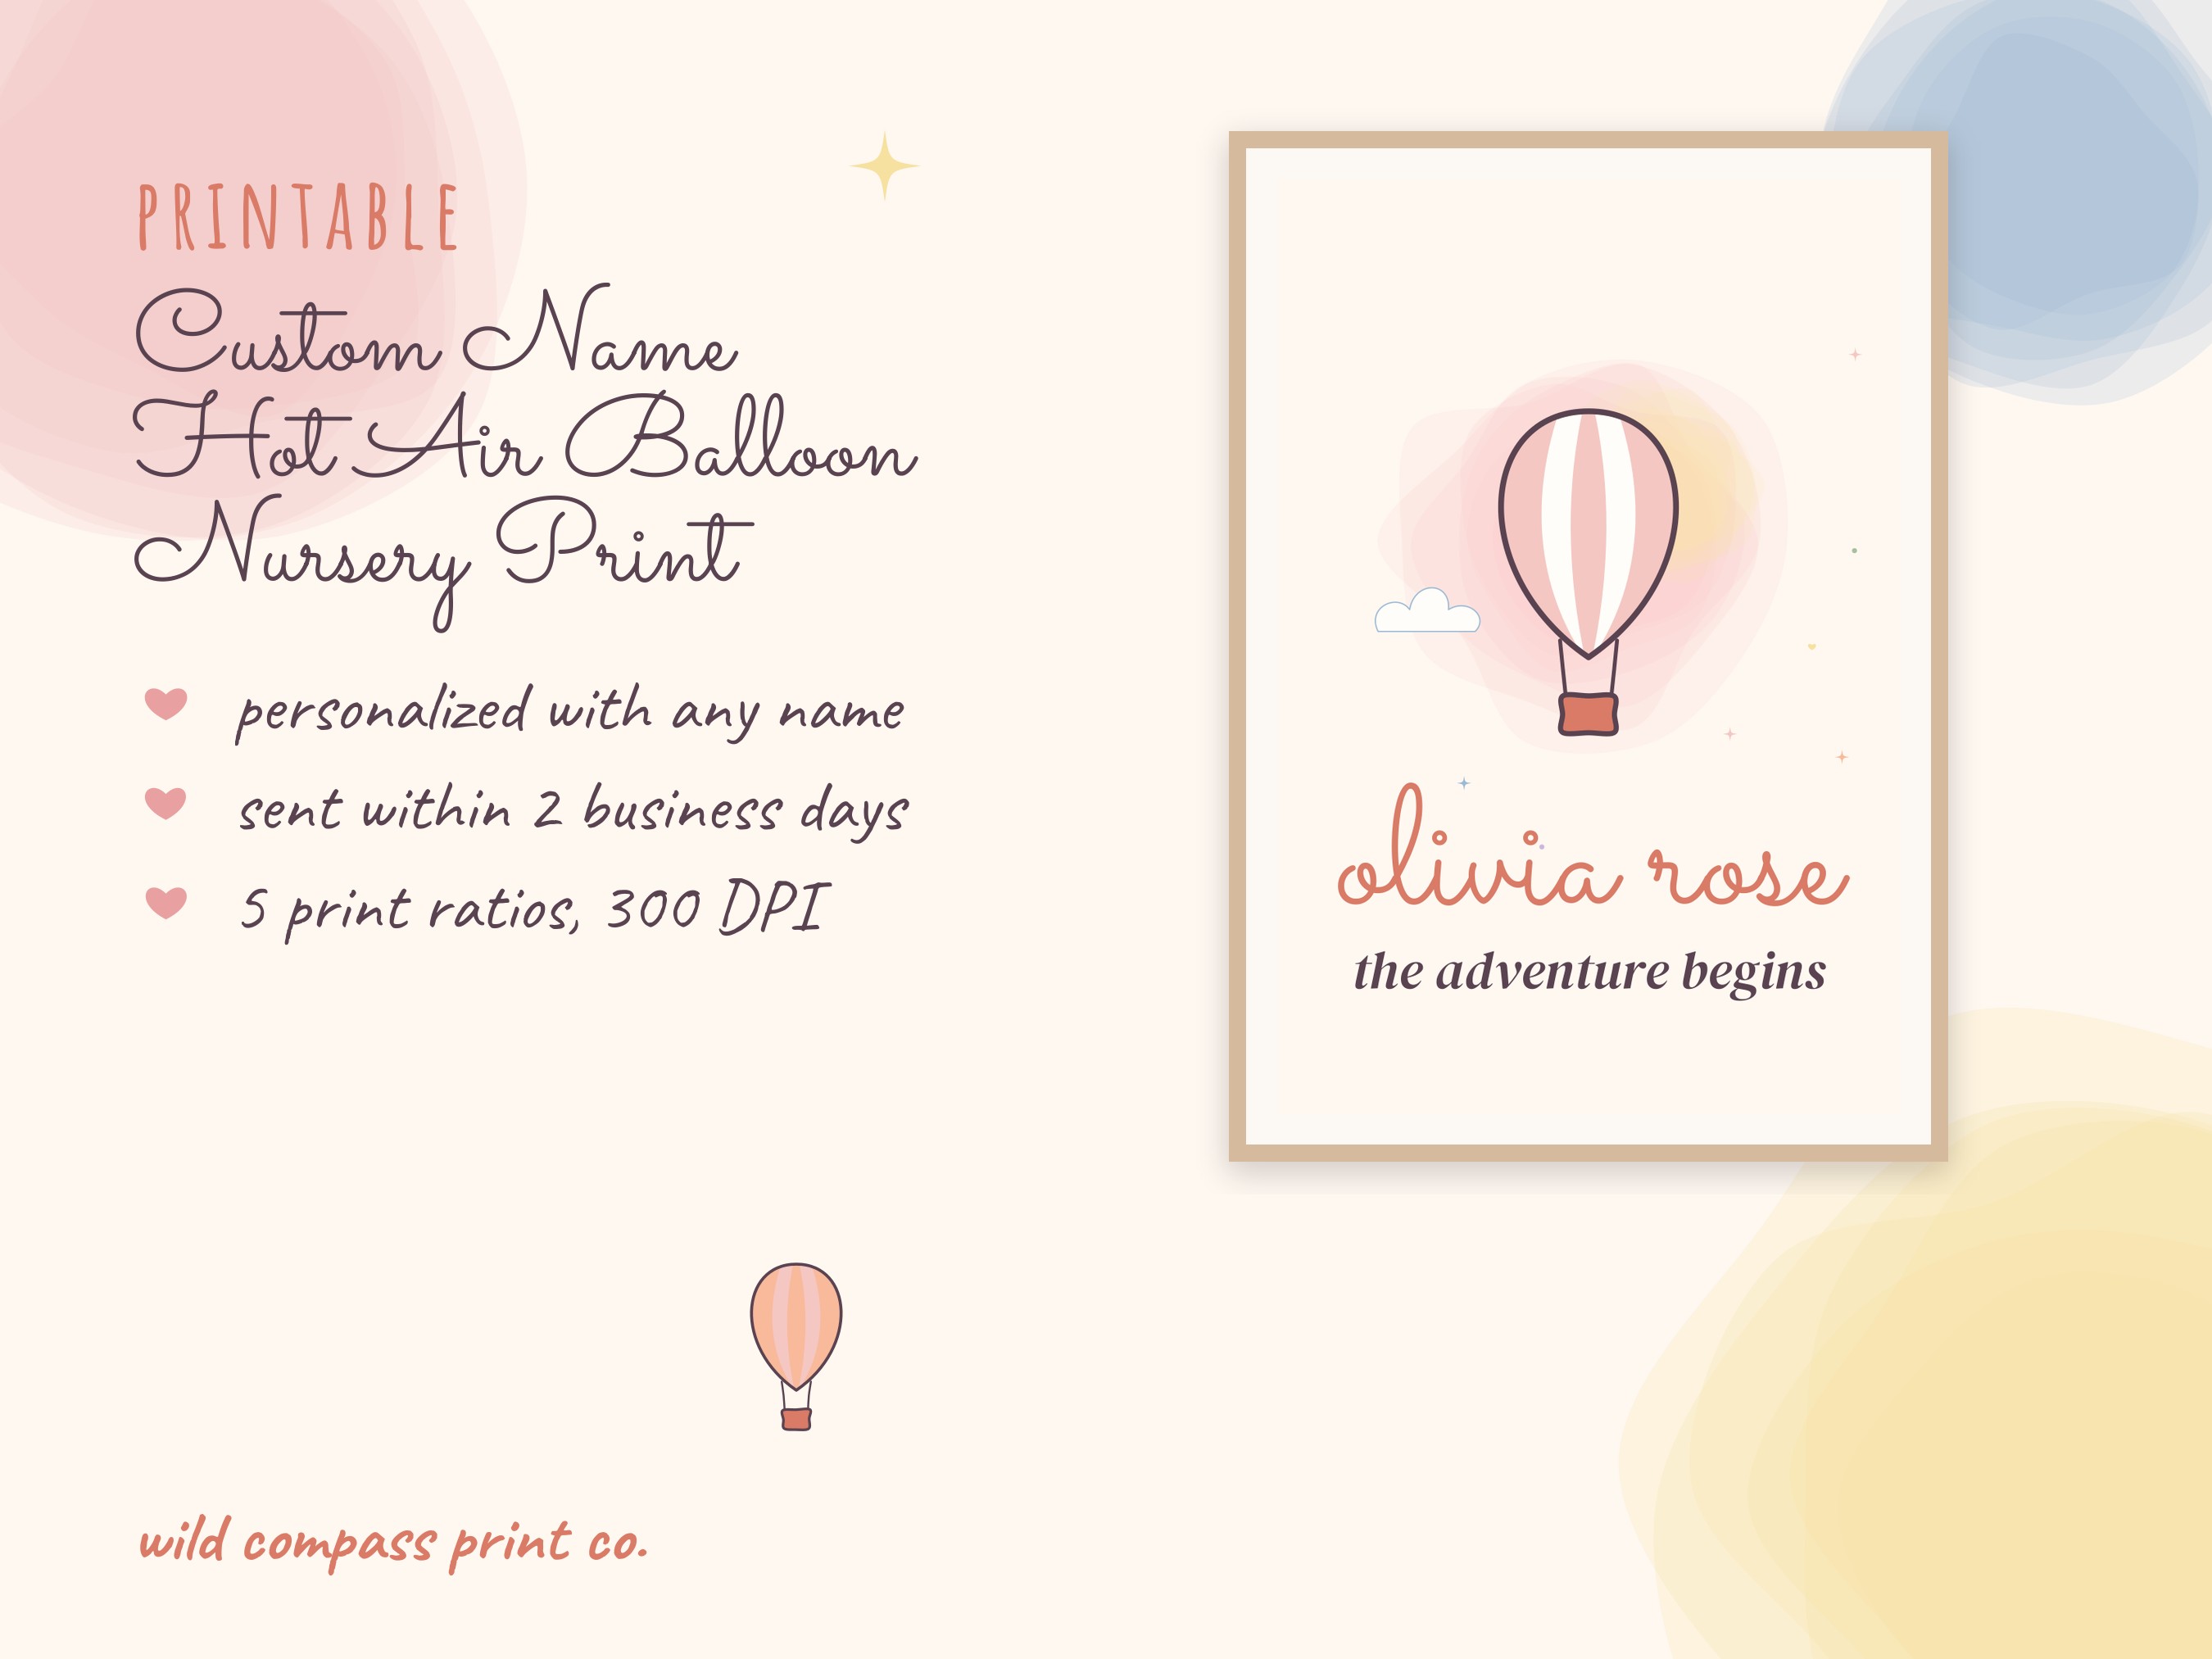 PRINTABLE
Custom Name
Hot Air Balloon
Nursery Print
personalized with any name
sent within 2 business days
5 print ratios, 300 DPI
wild compass print co.
olivia rose
the adventure begins